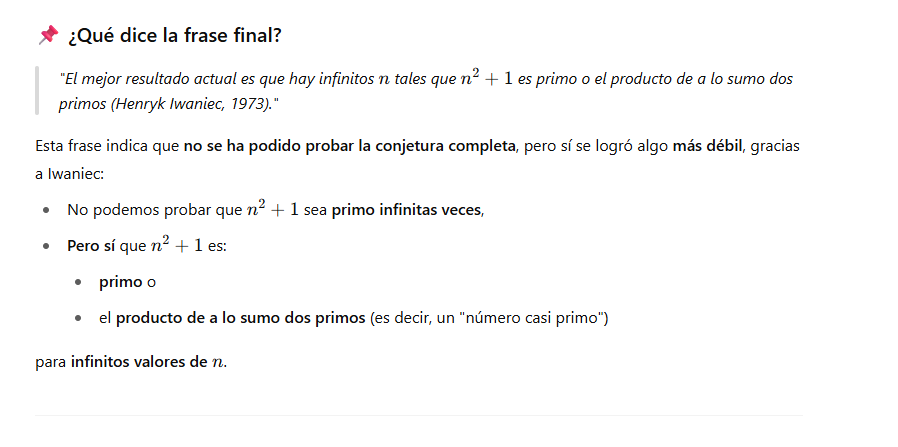 📌 ¿Qué dice la frase final?
"El mejor resultado actual es que hay infinitos n tales que n² + 1 es primo o el producto de a lo sumo dos
primos (Henryk Iwaniec, 1973)."
Esta frase indica que no se ha podido probar la conjetura completa, pero sí se logró algo más débil, gracias
a Iwaniec:
• No podemos probar que n² + 1 sea primo infinitas veces,
• Pero sí que n² + 1 es:
• primo o
• el producto de a lo sumo dos primos (es decir, un "número casi primo")
para infinitos valores de n.